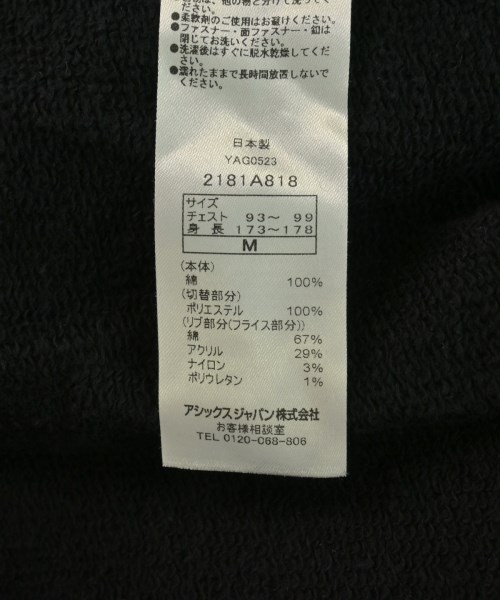 ださい。
●柔軟剤のご使用はお避けください。
●ファスナー・面ファスナー・釦は
閉じてお洗いください。
●洗濯後はすぐに脱水乾燥してくだ
さい。
●濡れたままで長時間放置しないで
ください。
日本製
YAG0523
2181A818
サイズ
チェスト 93～ 99
身 長 173～178
M
(本体)
綿 100%
(切替部分)
ポリエステル 100%
(リブ部分(フライス部分))
綿 67%
アクリル 29%
ナイロン 3%
ポリウレタン 1%
アシックスジャパン株式会社
お客様相談室
TEL 0120-068-806